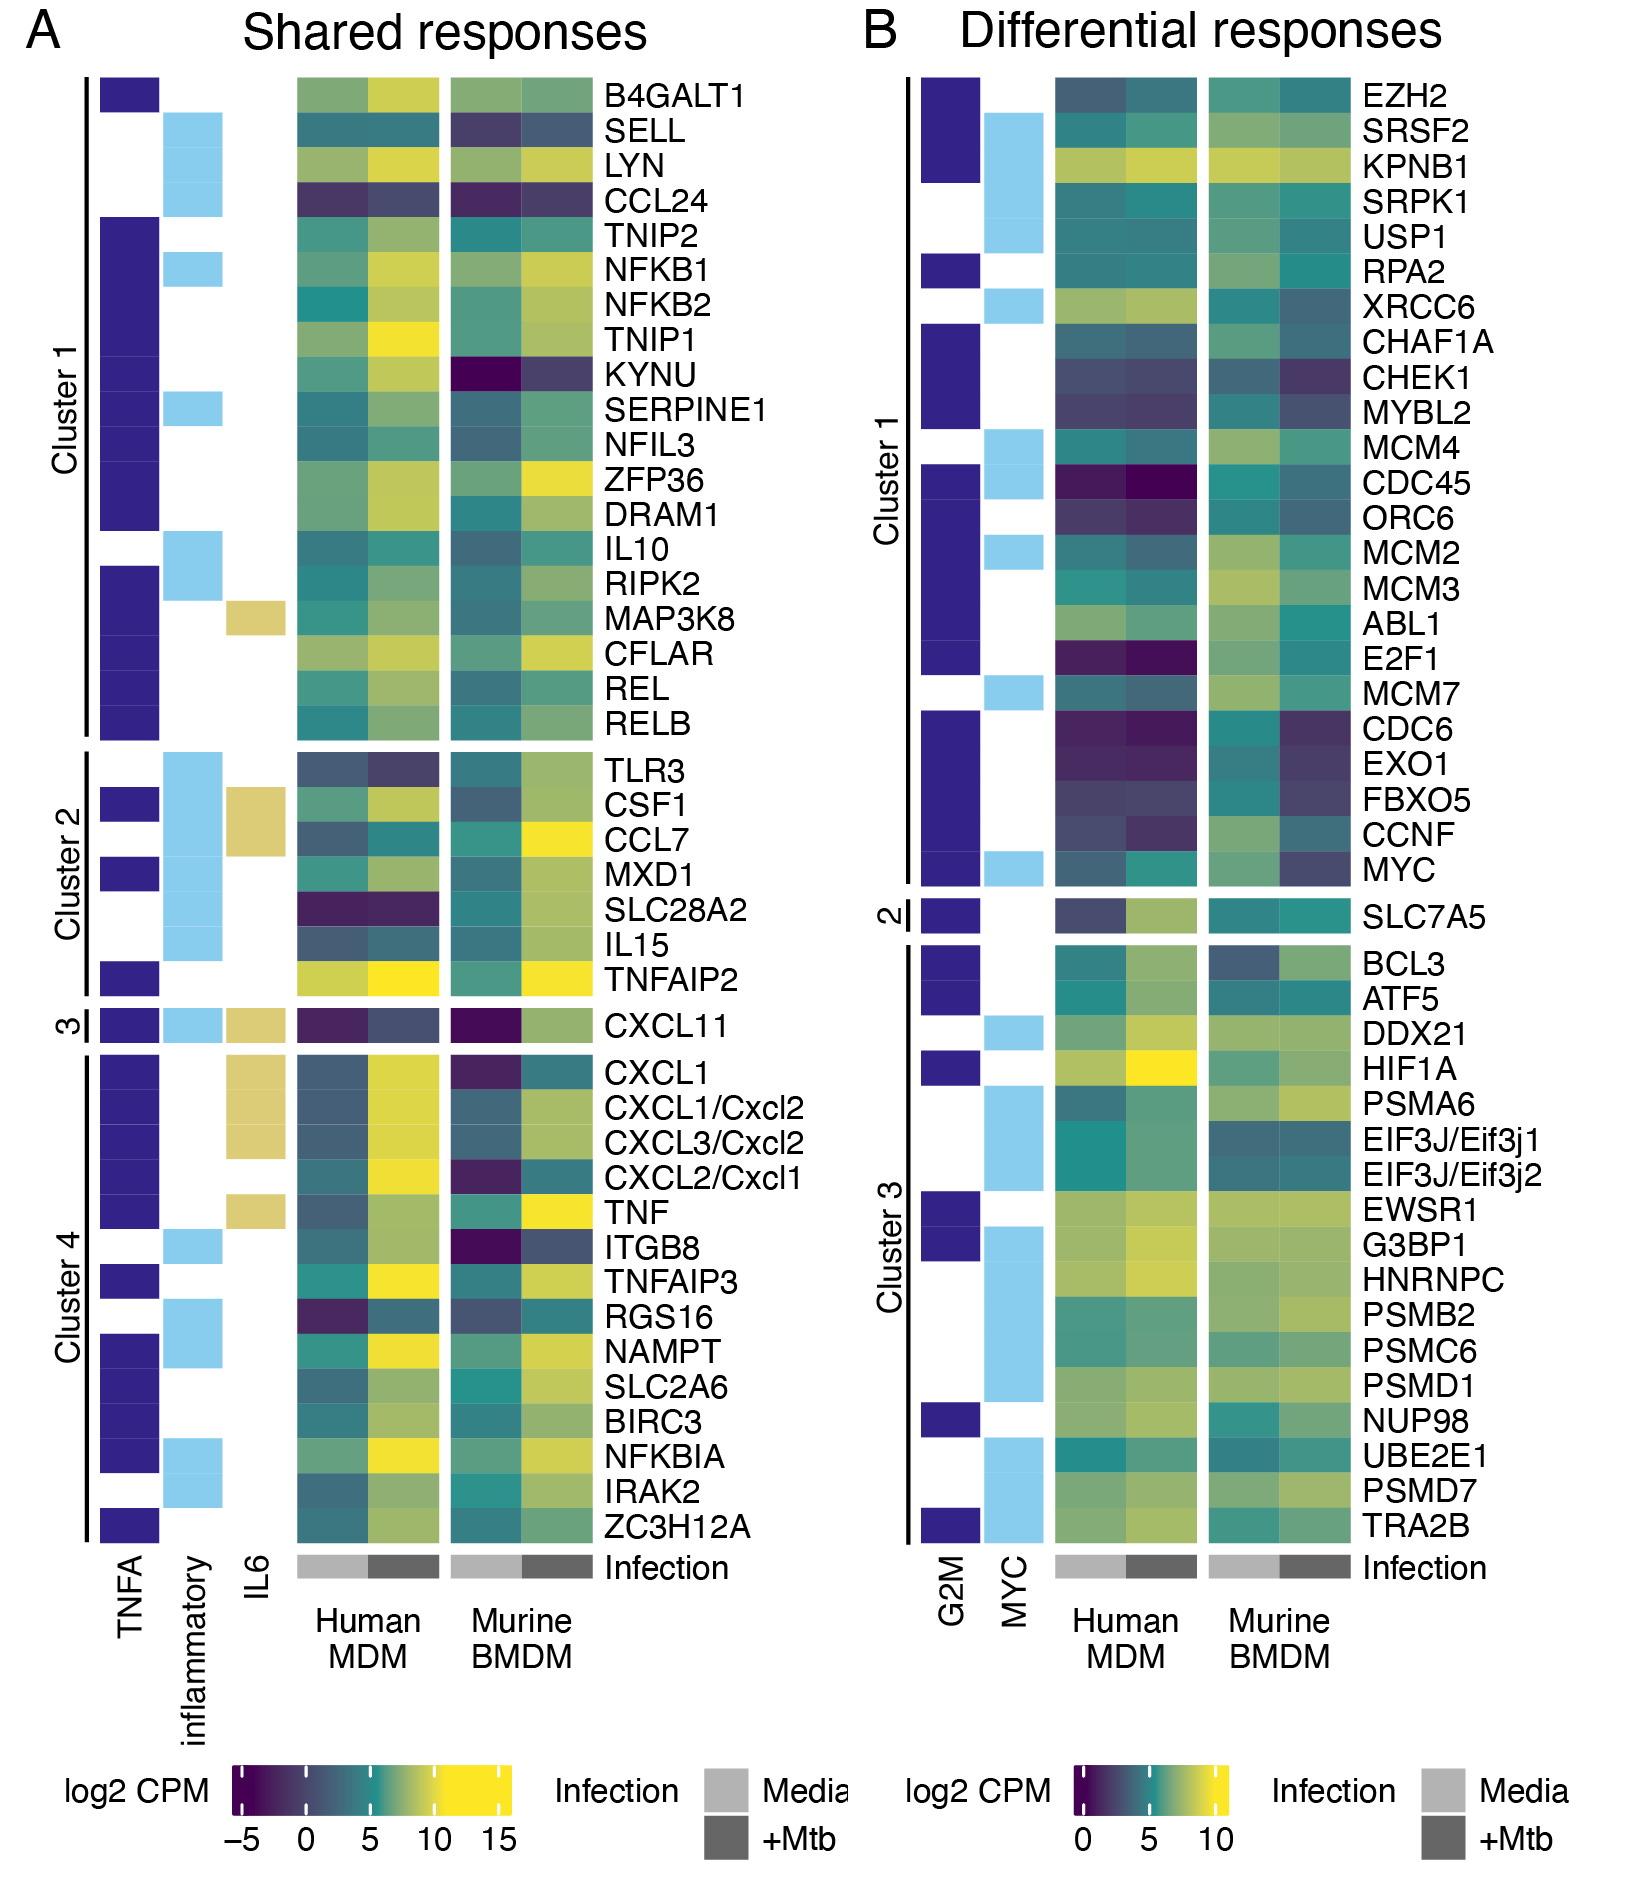 A
Shared responses
Cluster 1
B4GALT1
SELL
LYN
CCL24
TNIP2
NFKB1
NFKB2
TNIP1
KYNU
SERPINE1
NFIL3
ZFP36
DRAM1
IL10
RIPK2
MAP3K8
CFLAR
REL
RELB
Cluster 2
TLR3
CSF1
CCL7
MXD1
SLC28A2
IL15
TNFAIP2
3
CXCL11
Cluster 4
CXCL1
CXCL1/Cxcl2
CXCL3/Cxcl2
CXCL2/Cxcl1
TNF
ITGB8
TNFAIP3
RGS16
NAMPT
SLC2A6
BIRC3
NFKBIA
IRAK2
ZC3H12A
Infection
TNFA
inflammatory
IL6
Human
MDM
Murine
BMDM
log2 CPM
−5 0 5 10 15
Infection
Media
+Mtb
B
Differential responses
Cluster 1
EZH2
SRSF2
KPNB1
SRPK1
USP1
RPA2
XRCC6
CHAF1A
CHEK1
MYBL2
MCM4
CDC45
ORC6
MCM2
MCM3
ABL1
E2F1
MCM7
CDC6
EXO1
FBXO5
CCNF
MYC
2
SLC7A5
Cluster 3
BCL3
ATF5
DDX21
HIF1A
PSMA6
EIF3J/Eif3j1
EIF3J/Eif3j2
EWSR1
G3BP1
HNRNPC
PSMB2
PSMC6
PSMD1
NUP98
UBE2E1
PSMD7
TRA2B
Infection
G2M
MYC
Human
MDM
Murine
BMDM
log2 CPM
0 5 10
Infection
Media
+Mtb